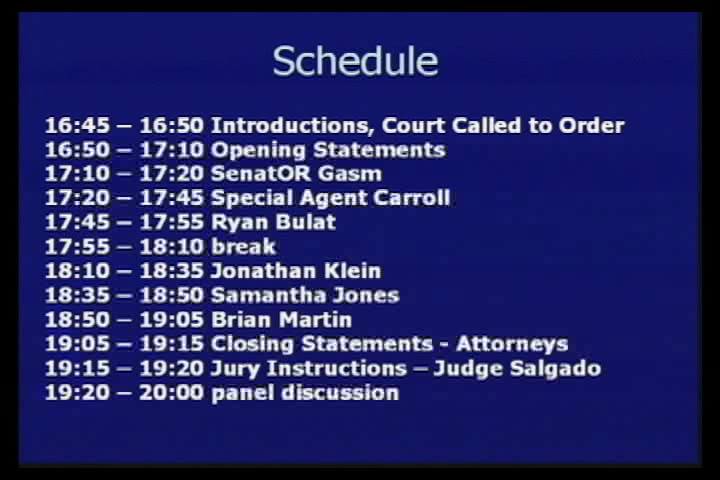 Schedule
16:45 – 16:50 Introductions, Court Called to Order
16:50 – 17:10 Opening Statements
17:10 – 17:20 SenatOR Gasm
17:20 – 17:45 Special Agent Carroll
17:45 – 17:55 Ryan Bulat
17:55 – 18:10 break
18:10 – 18:35 Jonathan Klein
18:35 – 18:50 Samantha Jones
18:50 – 19:05 Brian Martin
19:05 – 19:15 Closing Statements - Attorneys
19:15 – 19:20 Jury Instructions – Judge Salgado
19:20 – 20:00 panel discussion